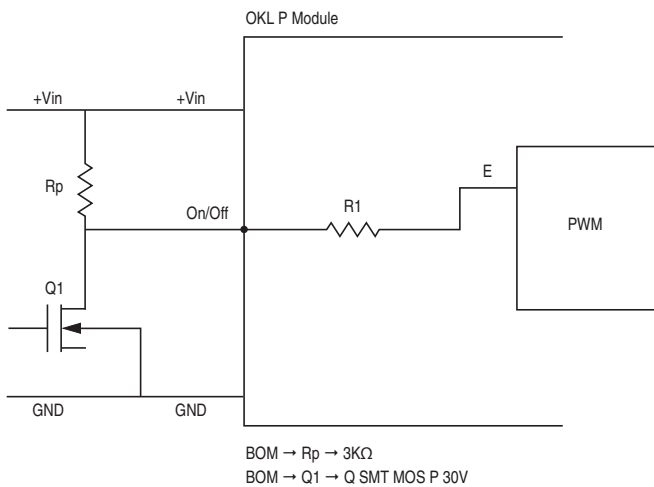 OKL P Module
+Vin
+Vin
Rp
On/Off
R1
E
PWM
Q1
GND
GND
BOM → Rp → 3KΩ
BOM → Q1 → Q SMT MOS P 30V